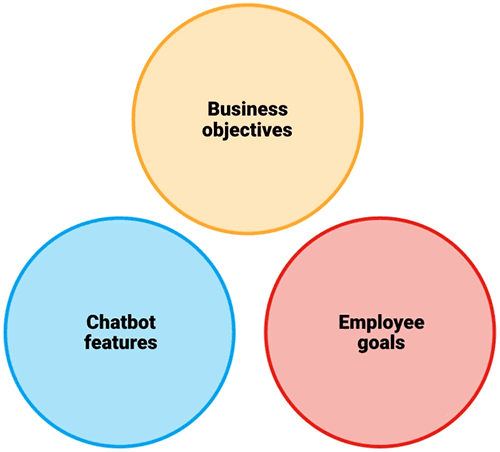 Business
objectives
Chatbot
features
Employee
goals